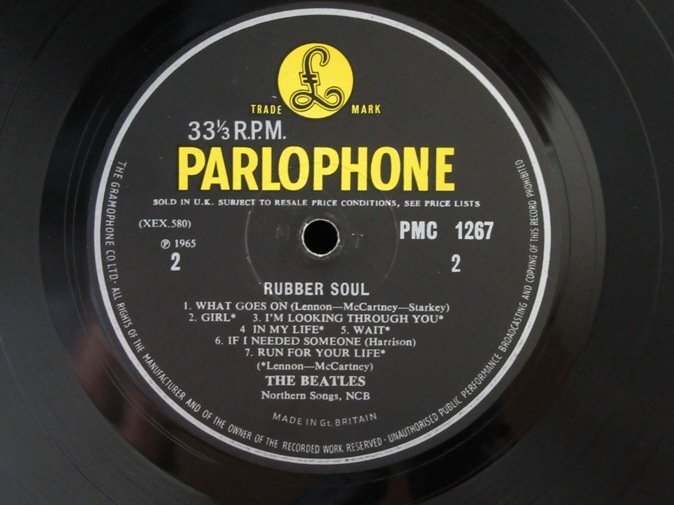 £
TRADE MARK
33⅓ R.P.M.
PARLOPHONE
SOLD IN U.K. SUBJECT TO RESALE PRICE CONDITIONS, SEE PRICE LISTS
(XEX.580) PMC 1267
℗ 1965
2 2
RUBBER SOUL
1. WHAT GOES ON (Lennon—McCartney—Starkey)
2. GIRL* 3. I'M LOOKING THROUGH YOU*
4 IN MY LIFE* 5. WAIT*
6. IF I NEEDED SOMEONE (Harrison)
7. RUN FOR YOUR LIFE*
(*Lennon—McCartney)
THE BEATLES
Northern Songs, NCB
MADE IN Gt. BRITAIN
THE GRAMOPHONE CO LTD· ALL RIGHTS OF THE MANUFACTURER AND OF THE OWNER OF THE RECORDED WORK RESERVED · UNAUTHORISED PUBLIC PERFORMANCE BROADCASTING AND COPYING OF THIS RECORD PROHIBITED